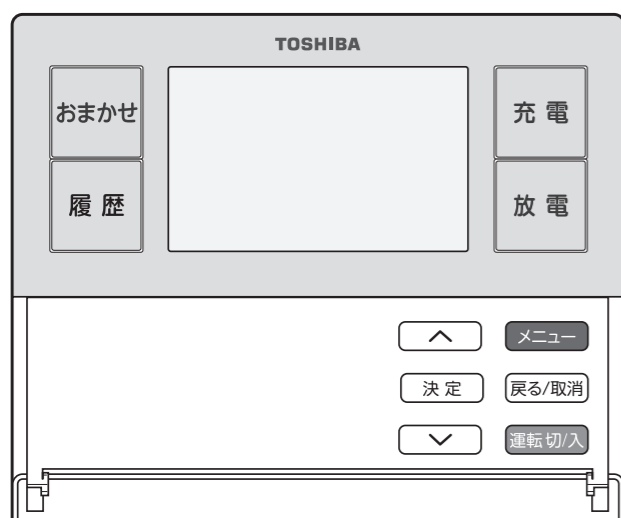 TOSHIBA
おまかせ
充電
履歴
放電
メニュー
決定
戻る/取消
運転切/入